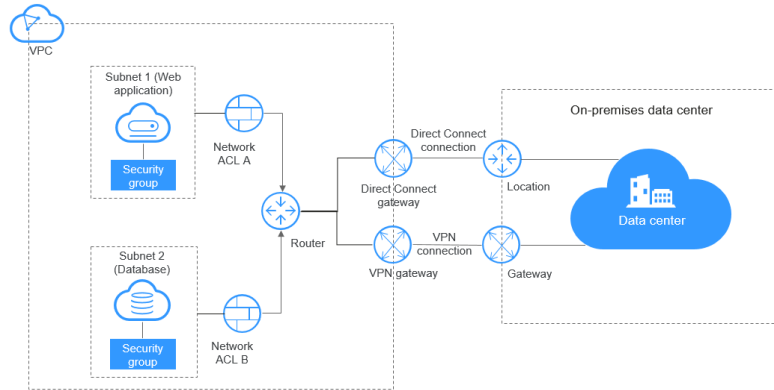 VPC
Subnet 1 (Web
application)
Security
group
Network
ACL A
Subnet 2
(Database)
Security
group
Network
ACL B
Router
Direct Connect
gateway
VPN gateway
Direct Connect
connection
VPN
connection
On-premises data center
Location
Gateway
Data center